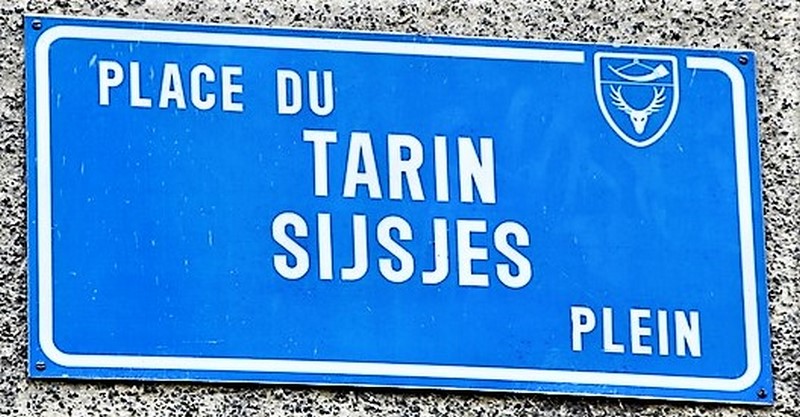 PLACE DU
TARIN
SIJSJES
PLEIN